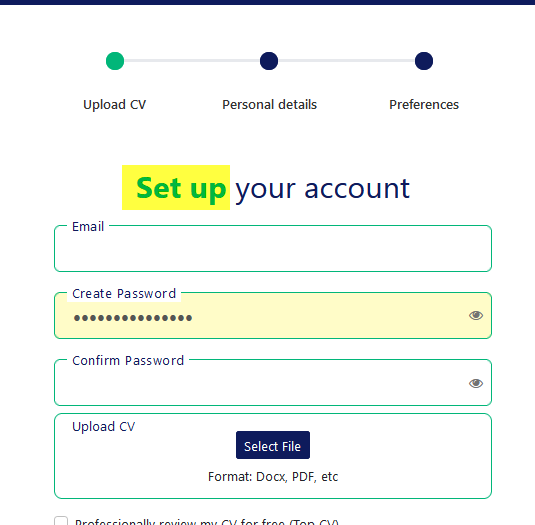 Upload CV Personal details Preferences
Set up your account
Email
Create Password
•••••••••••••••
Confirm Password
Upload CV
Select File
Format: Docx, PDF, etc
Professionally review my CV for free (Top CV)